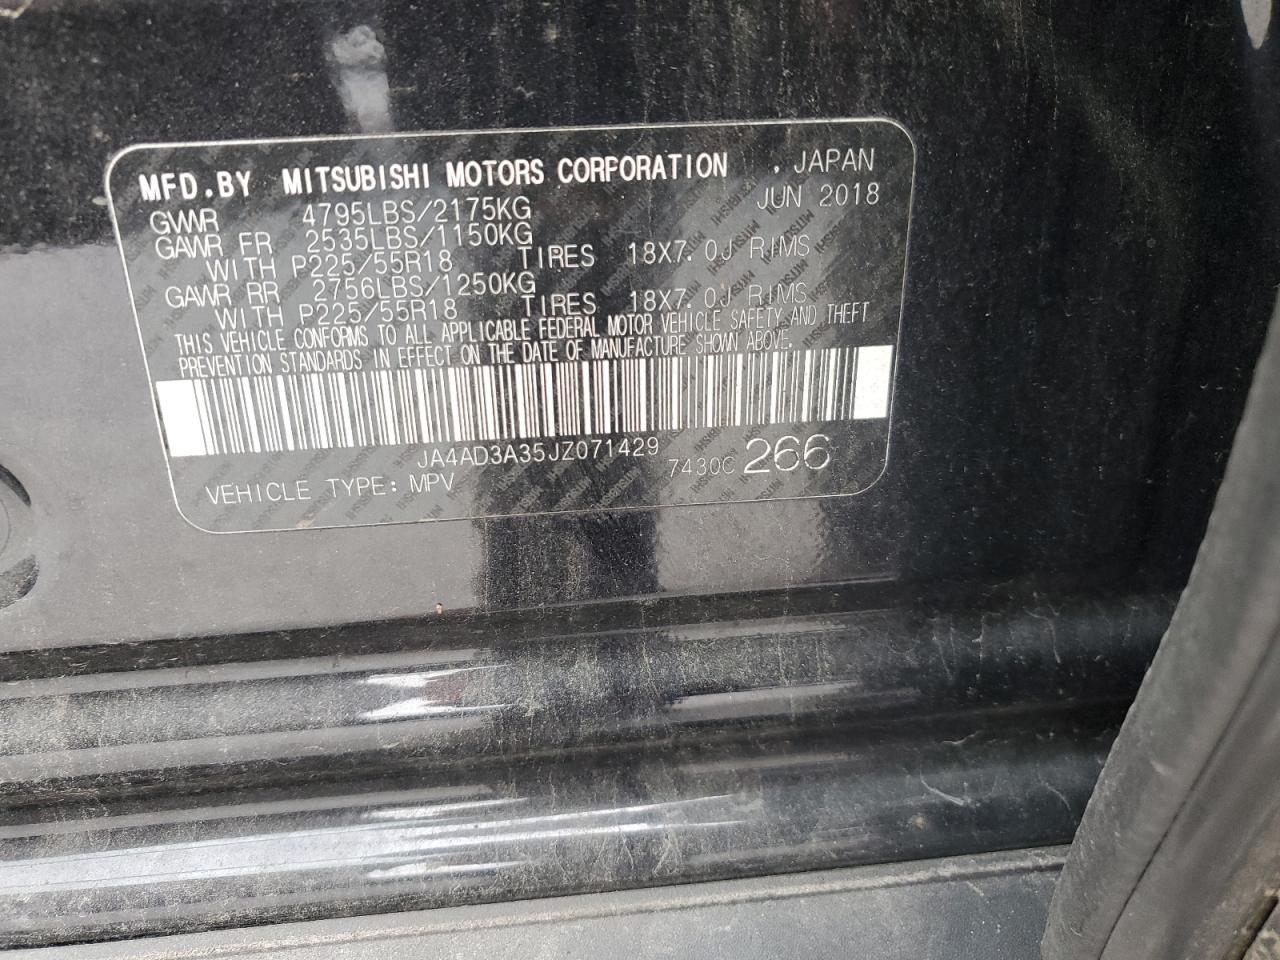 MFD.BY MITSUBISHI MOTORS CORPORATION , JAPAN
GVWR 4795LBS/2175KG JUN 2018
GAWR FR 2535LBS/1150KG
WITH P225/55R18 TIRES 18X7.0J RIMS
GAWR RR 2756LBS/1250KG
WITH P225/55R18 TIRES 18X7.0J RIMS
THIS VEHICLE CONFORMS TO ALL APPLICABLE FEDERAL MOTOR VEHICLE SAFETY AND THEFT
PREVENTION STANDARDS IN EFFECT ON THE DATE OF MANUFACTURE SHOWN ABOVE.
JA4AD3A35JZ071429 7430C 266
VEHICLE TYPE: MPV